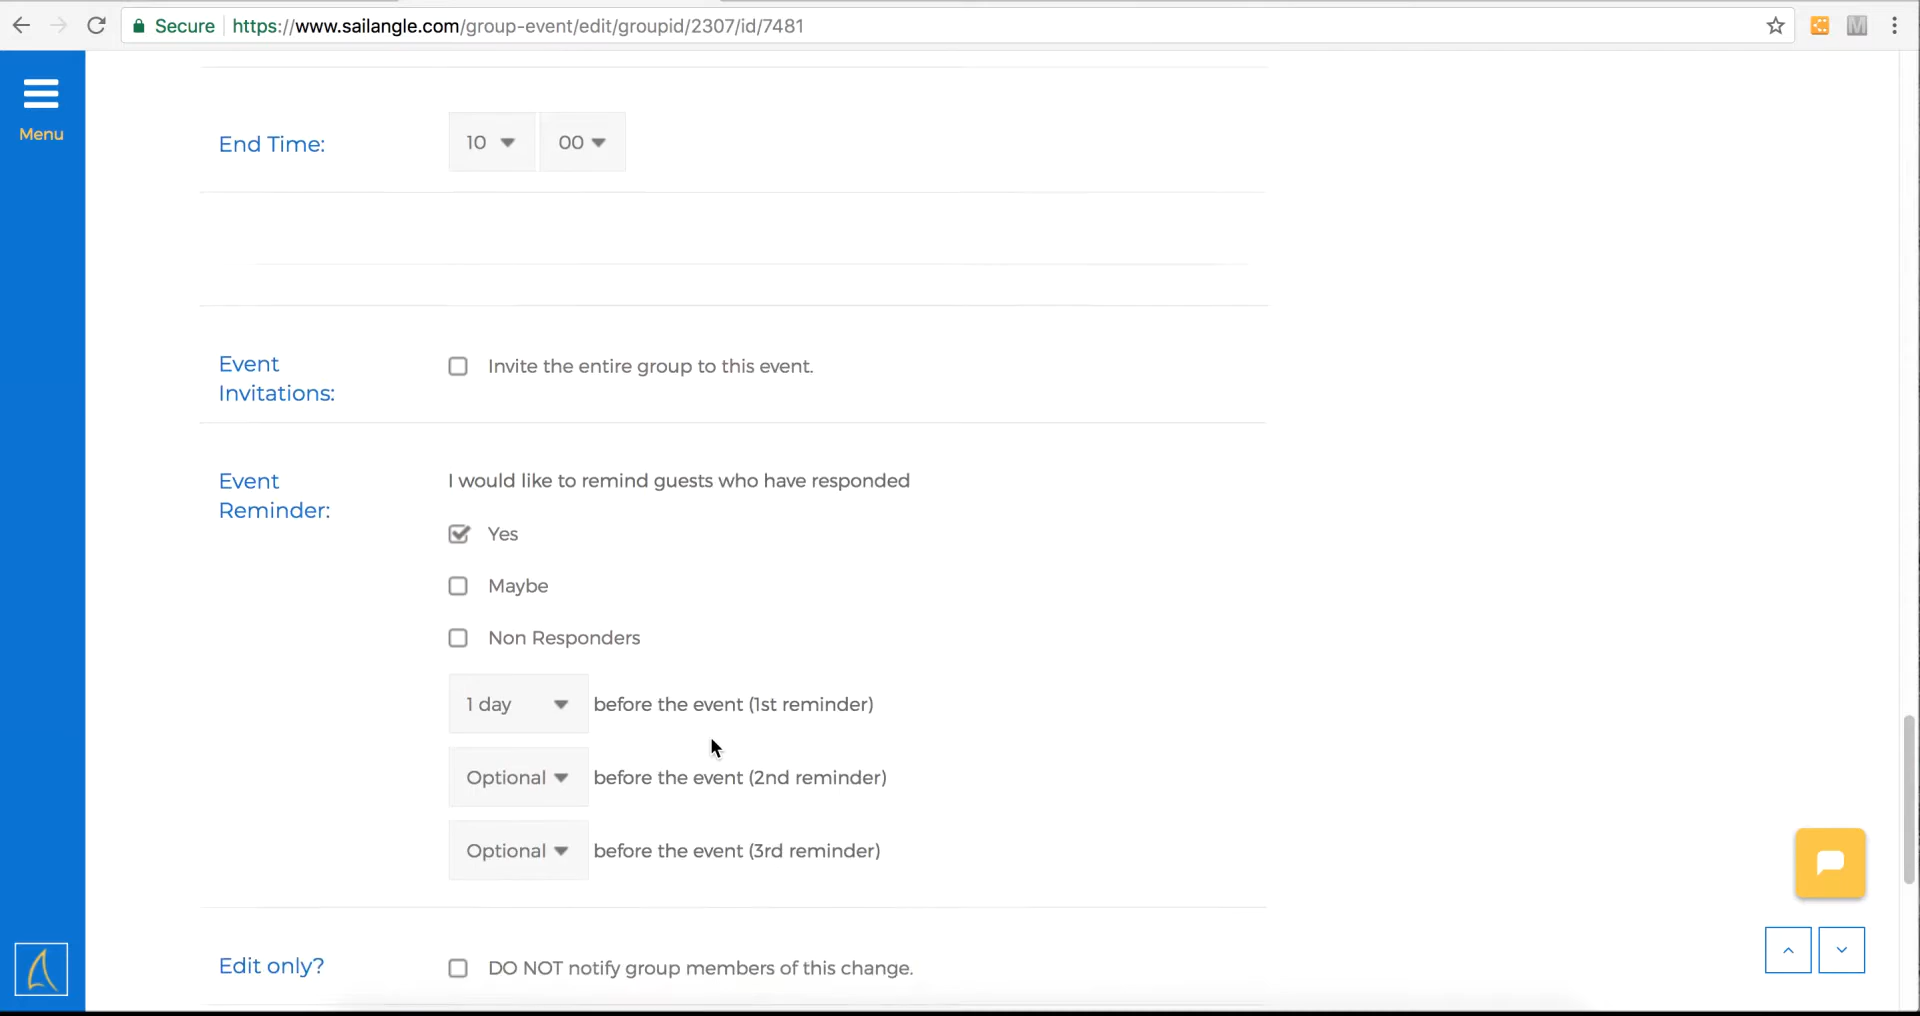 Secure https://www.sailangle.com/group-event/edit/groupid/2307/id/7481
M
Menu
End Time: 10 00
Event Invitations: Invite the entire group to this event.
Event Reminder: I would like to remind guests who have responded
Yes
Maybe
Non Responders
1 day before the event (1st reminder)
Optional before the event (2nd reminder)
Optional before the event (3rd reminder)
Edit only? DO NOT notify group members of this change.